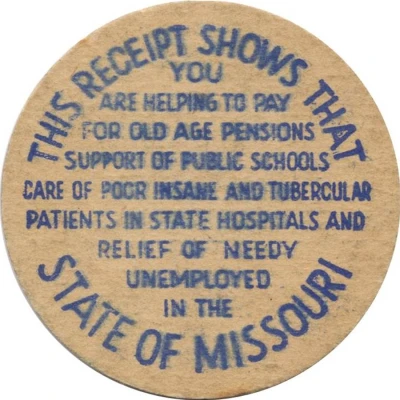 THIS RECEIPT SHOWS THAT
YOU
ARE HELPING TO PAY
FOR OLD AGE PENSIONS
SUPPORT OF PUBLIC SCHOOLS
CARE OF POOR INSANE AND TUBERCULAR
PATIENTS IN STATE HOSPITALS AND
RELIEF OF NEEDY
UNEMPLOYED
IN THE
STATE OF MISSOURI